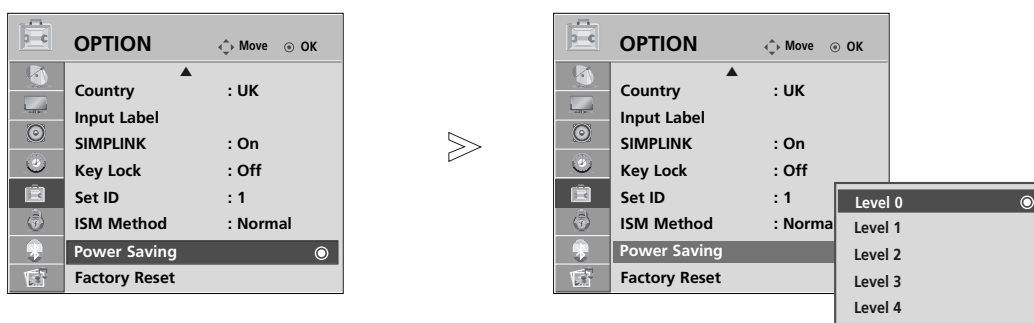 OPTION Move OK
Country : UK
Input Label
SIMPLINK : On
Key Lock : Off
Set ID : 1
ISM Method : Normal
Power Saving
Factory Reset
OPTION Move OK
Country : UK
Input Label
SIMPLINK : On
Key Lock : Off
Set ID : 1
ISM Method : Norma
Power Saving
Factory Reset
Level 0
Level 1
Level 2
Level 3
Level 4